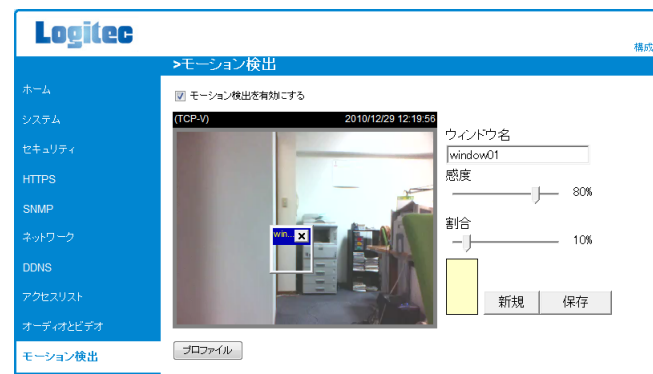 Logitec
構成
>モーション検出
ホーム
システム
セキュリティ
HTTPS
SNMP
ネットワーク
DDNS
アクセスリスト
オーディオとビデオ
モーション検出
モーション検出を有効にする
(TCP-V) 2010/12/29 12:19:56
win...
ウィンドウ名
window01
感度
80%
割合
10%
新規 保存
プロファイル